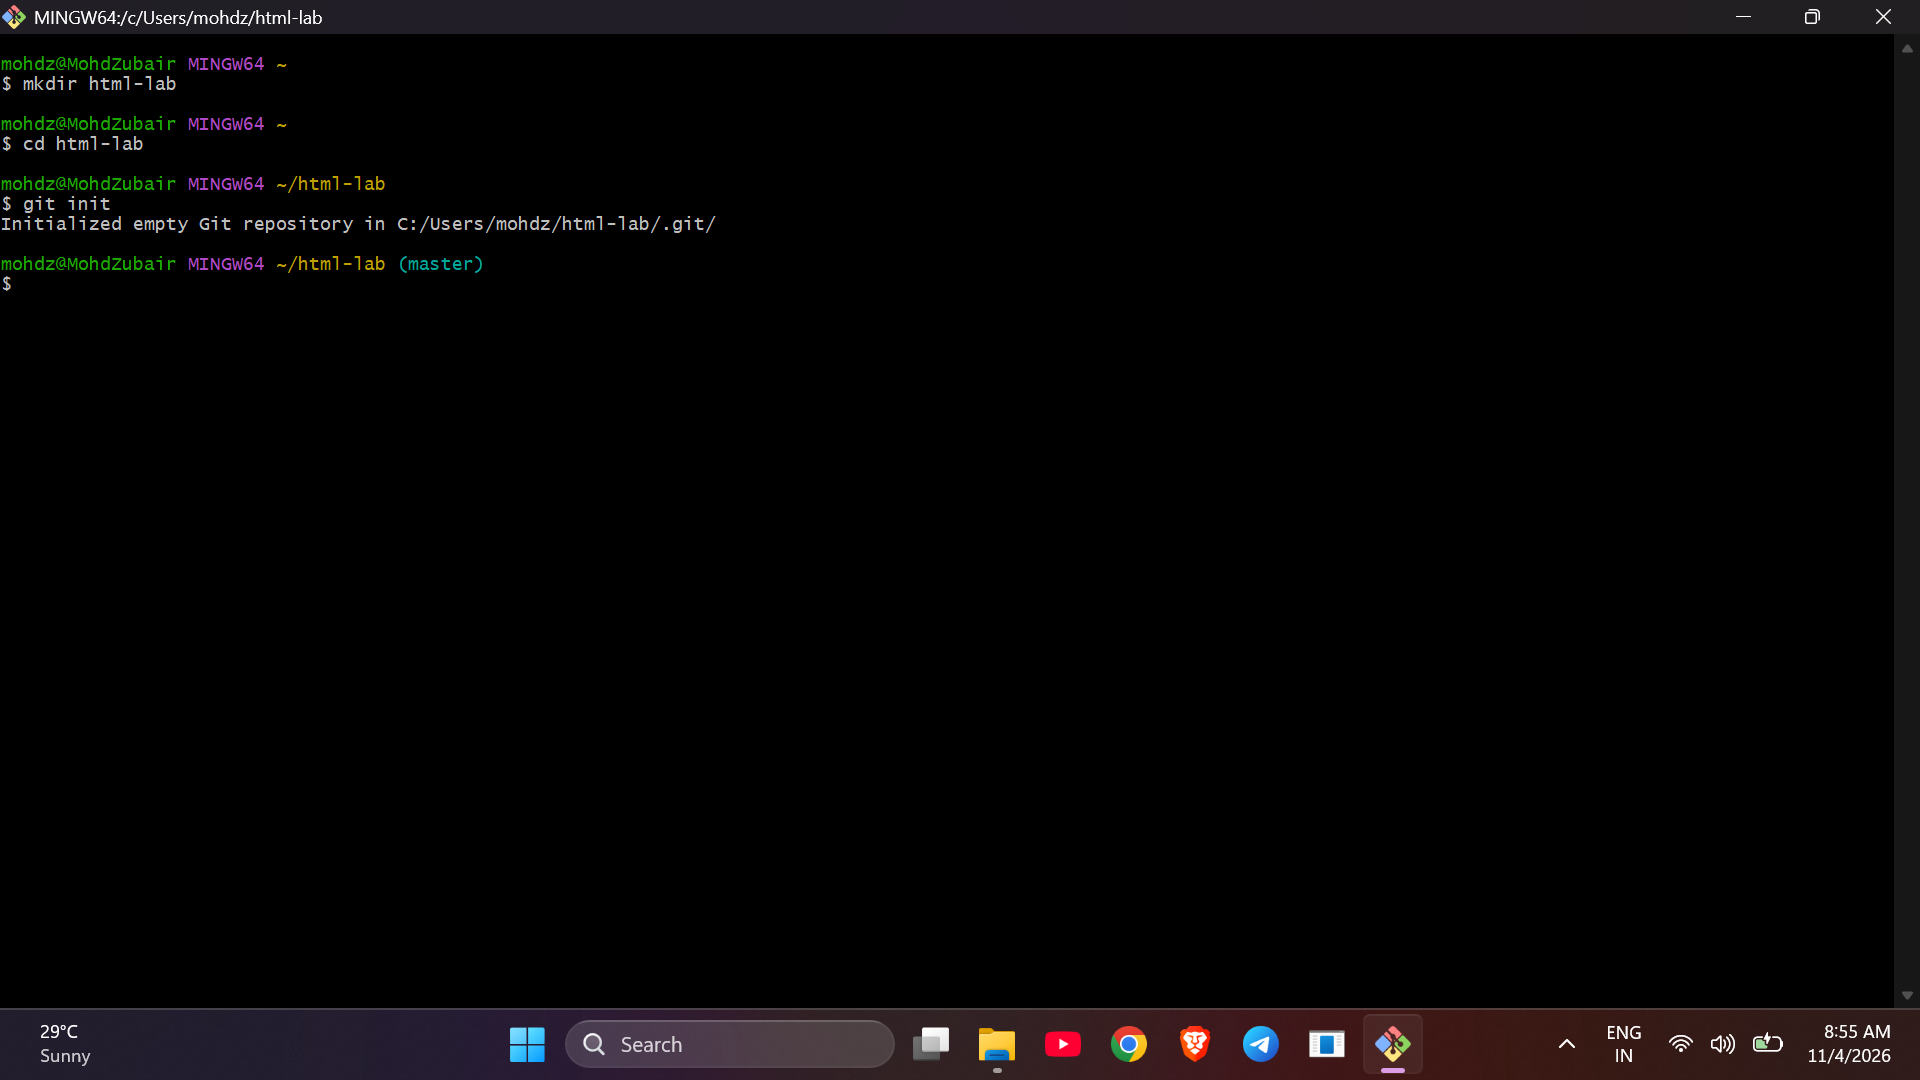 MINGW64:/c/Users/mohdz/html-lab
mohdz@MohdZubair MINGW64 ~
$ mkdir html-lab
mohdz@MohdZubair MINGW64 ~
$ cd html-lab
mohdz@MohdZubair MINGW64 ~/html-lab
$ git init
Initialized empty Git repository in C:/Users/mohdz/html-lab/.git/
mohdz@MohdZubair MINGW64 ~/html-lab (master)
$
29°C
Sunny
Search
ENG
IN
8:55 AM
11/4/2026